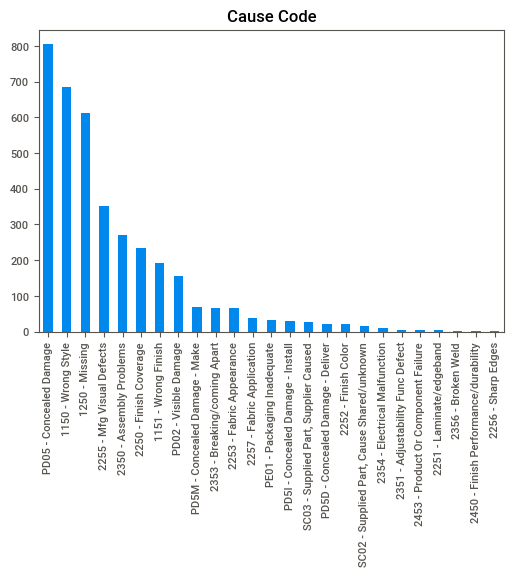 Cause Code
800
700
600
500
400
300
200
100
0
PD05 - Concealed Damage
1150 - Wrong Style
1250 - Missing
2255 - Mfg Visual Defects
2350 - Assembly Problems
2250 - Finish Coverage
1151 - Wrong Finish
PD02 - Visible Damage
PD5M - Concealed Damage - Make
2353 - Breaking/coming Apart
2253 - Fabric Appearance
2257 - Fabric Application
PE01 - Packaging Inadequate
PD5I - Concealed Damage - Install
SC03 - Supplied Part, Supplier Caused
PD5D - Concealed Damage - Deliver
2252 - Finish Color
SC02 - Supplied Part, Cause Shared/unknown
2354 - Electrical Malfunction
2351 - Adjustability Func Defect
2453 - Product Or Component Failure
2251 - Laminate/edgeband
2356 - Broken Weld
2450 - Finish Performance/durability
2256 - Sharp Edges